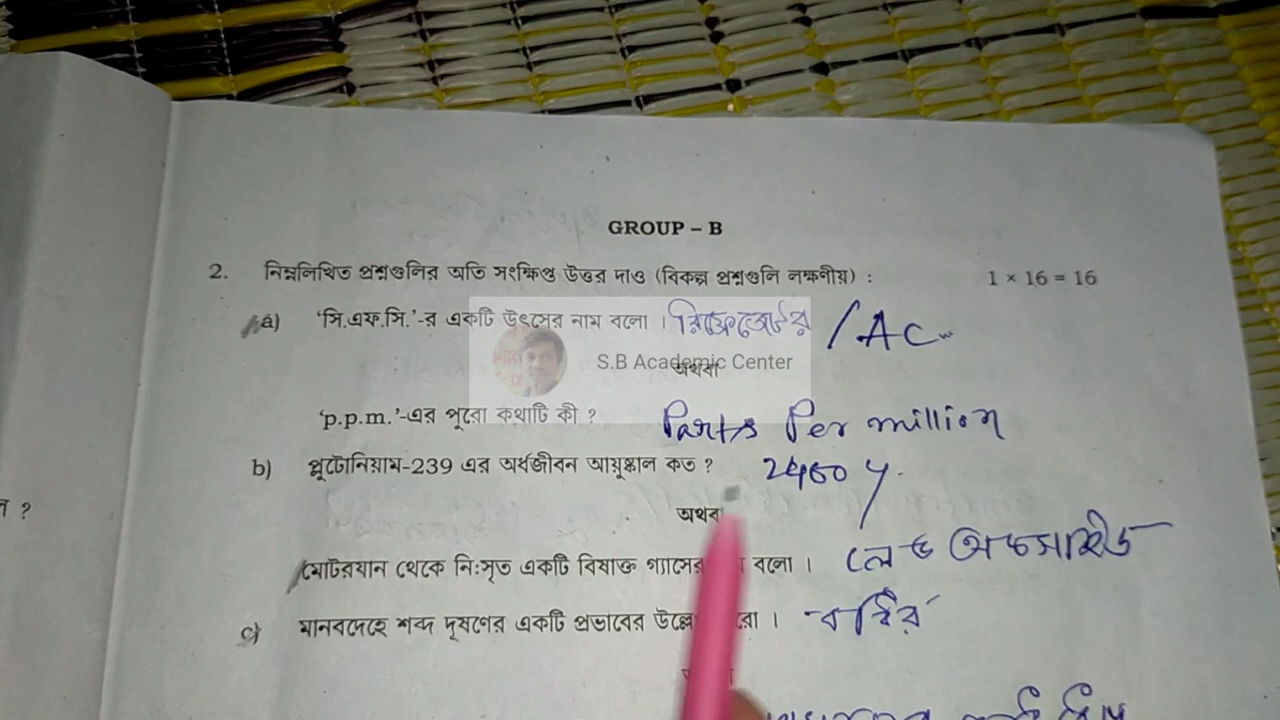 GROUP – B
2. নিম্নলিখিত প্রশ্নগুলির অতি সংক্ষিপ্ত উত্তর দাও (বিকল্প প্রশ্নগুলি লক্ষণীয়) : 1 × 16 = 16
a) ‘সি.এফ.সি.’-র একটি উৎসের নাম বলো । রিফ্রেজেটর / AC
S.B Academic Center
অথবা
‘p.p.m.’-এর পুরো কথাটি কী ? Parts Per million
b) প্লুটোনিয়াম-239 এর অর্ধজীবন আয়ুষ্কাল কত ? 2400 y.
অথবা
মোটরযান থেকে নিঃসৃত একটি বিষাক্ত গ্যাসের বলো । লেড অক্সাইড
?
c) মানবদেহে শব্দ দূষণের একটি প্রভাবের । বধির